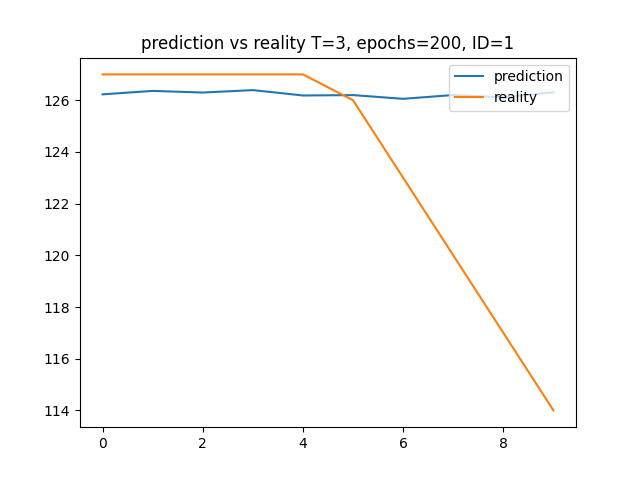 prediction vs reality T=3, epochs=200, ID=1
prediction
reality
126
124
122
120
118
116
114
0 2 4 6 8